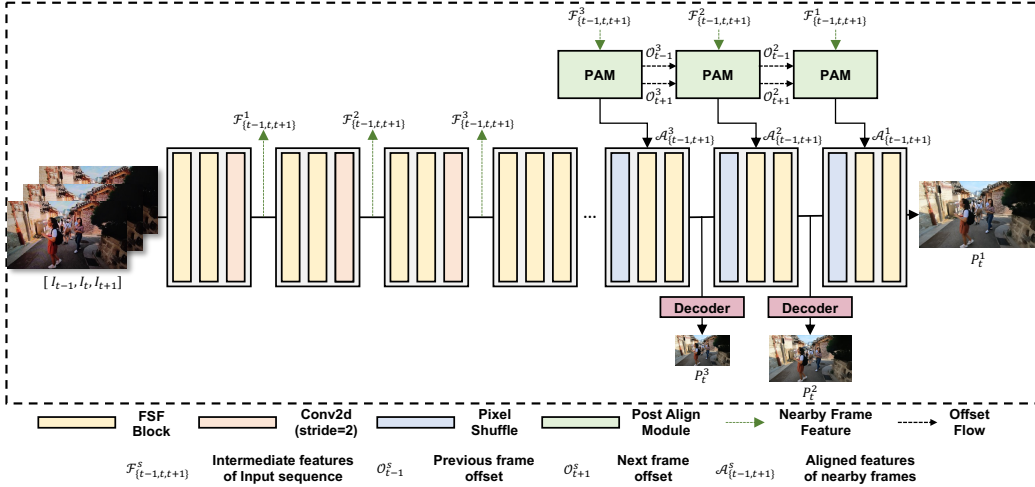 ℱ³{t−1,t,t+1} ℱ²{t−1,t,t+1} ℱ¹{t−1,t,t+1}
𝒪³t−1 𝒪²t−1
PAM PAM PAM
𝒪³t+1 𝒪²t+1
ℱ¹{t−1,t,t+1} ℱ²{t−1,t,t+1} ℱ³{t−1,t,t+1}
𝒜³{t−1,t+1} 𝒜²{t−1,t+1} 𝒜¹{t−1,t+1}
...
[ It−1, It, It+1]
P¹t
Decoder Decoder
P³t
P²t
FSF Block
Conv2d (stride=2)
Pixel Shuffle
Post Align Module
Nearby Frame Feature
Offset Flow
ℱˢ{t−1,t,t+1} Intermediate features of Input sequence
𝒪ˢt−1 Previous frame offset
𝒪ˢt+1 Next frame offset
𝒜ˢ{t−1,t+1} Aligned features of nearby frames